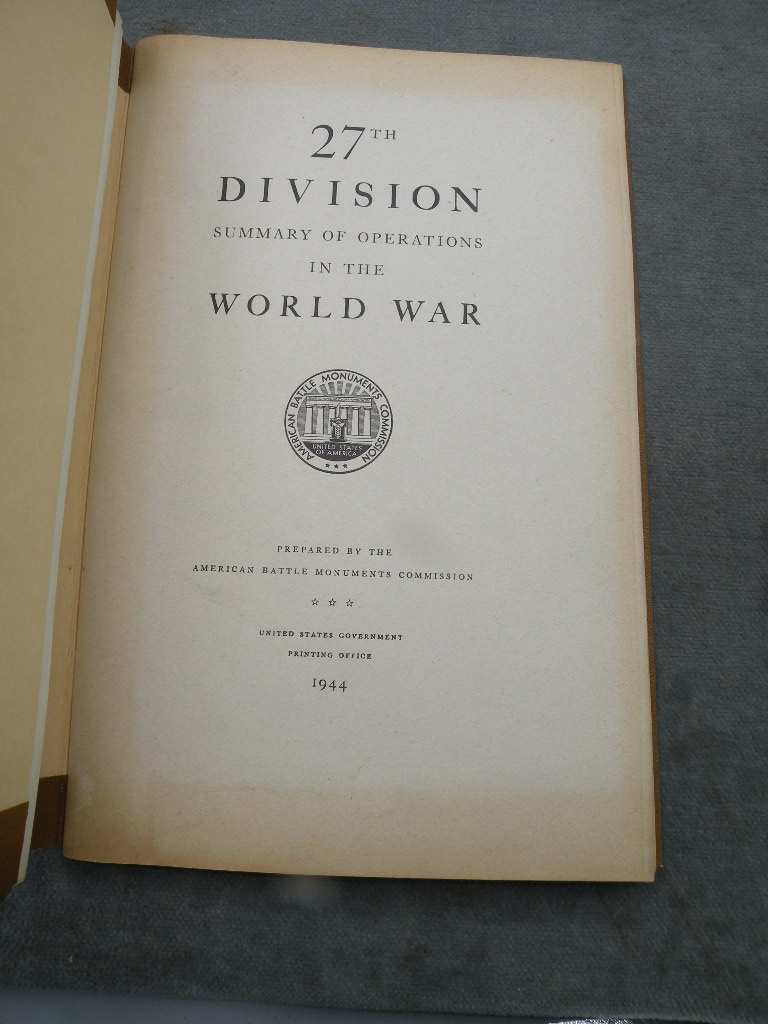 27TH
DIVISION
SUMMARY OF OPERATIONS
IN THE
WORLD WAR
AMERICAN BATTLE MONUMENTS COMMISSION
UNITED STATES
OF AMERICA
PREPARED BY THE
AMERICAN BATTLE MONUMENTS COMMISSION
UNITED STATES GOVERNMENT
PRINTING OFFICE
1944